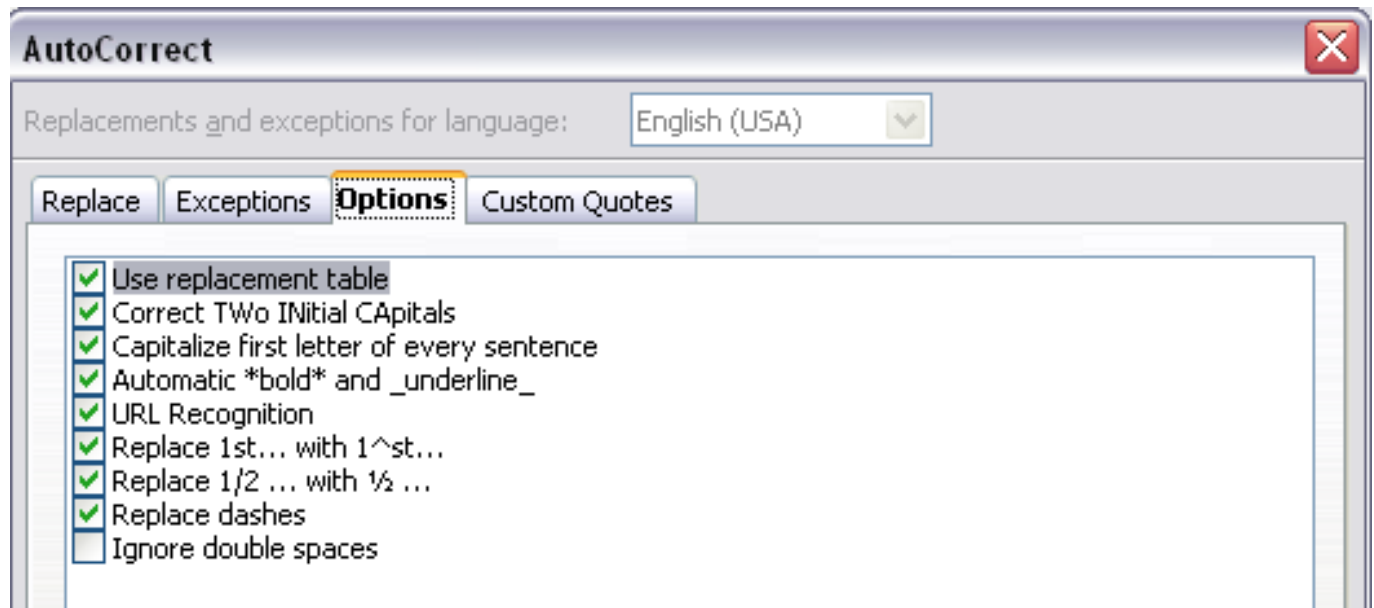 AutoCorrect
Replacements and exceptions for language: English (USA)
Replace Exceptions Options Custom Quotes
Use replacement table
Correct TWo INitial CApitals
Capitalize first letter of every sentence
Automatic *bold* and _underline_
URL Recognition
Replace 1st... with 1^st...
Replace 1/2 ... with ½ ...
Replace dashes
Ignore double spaces